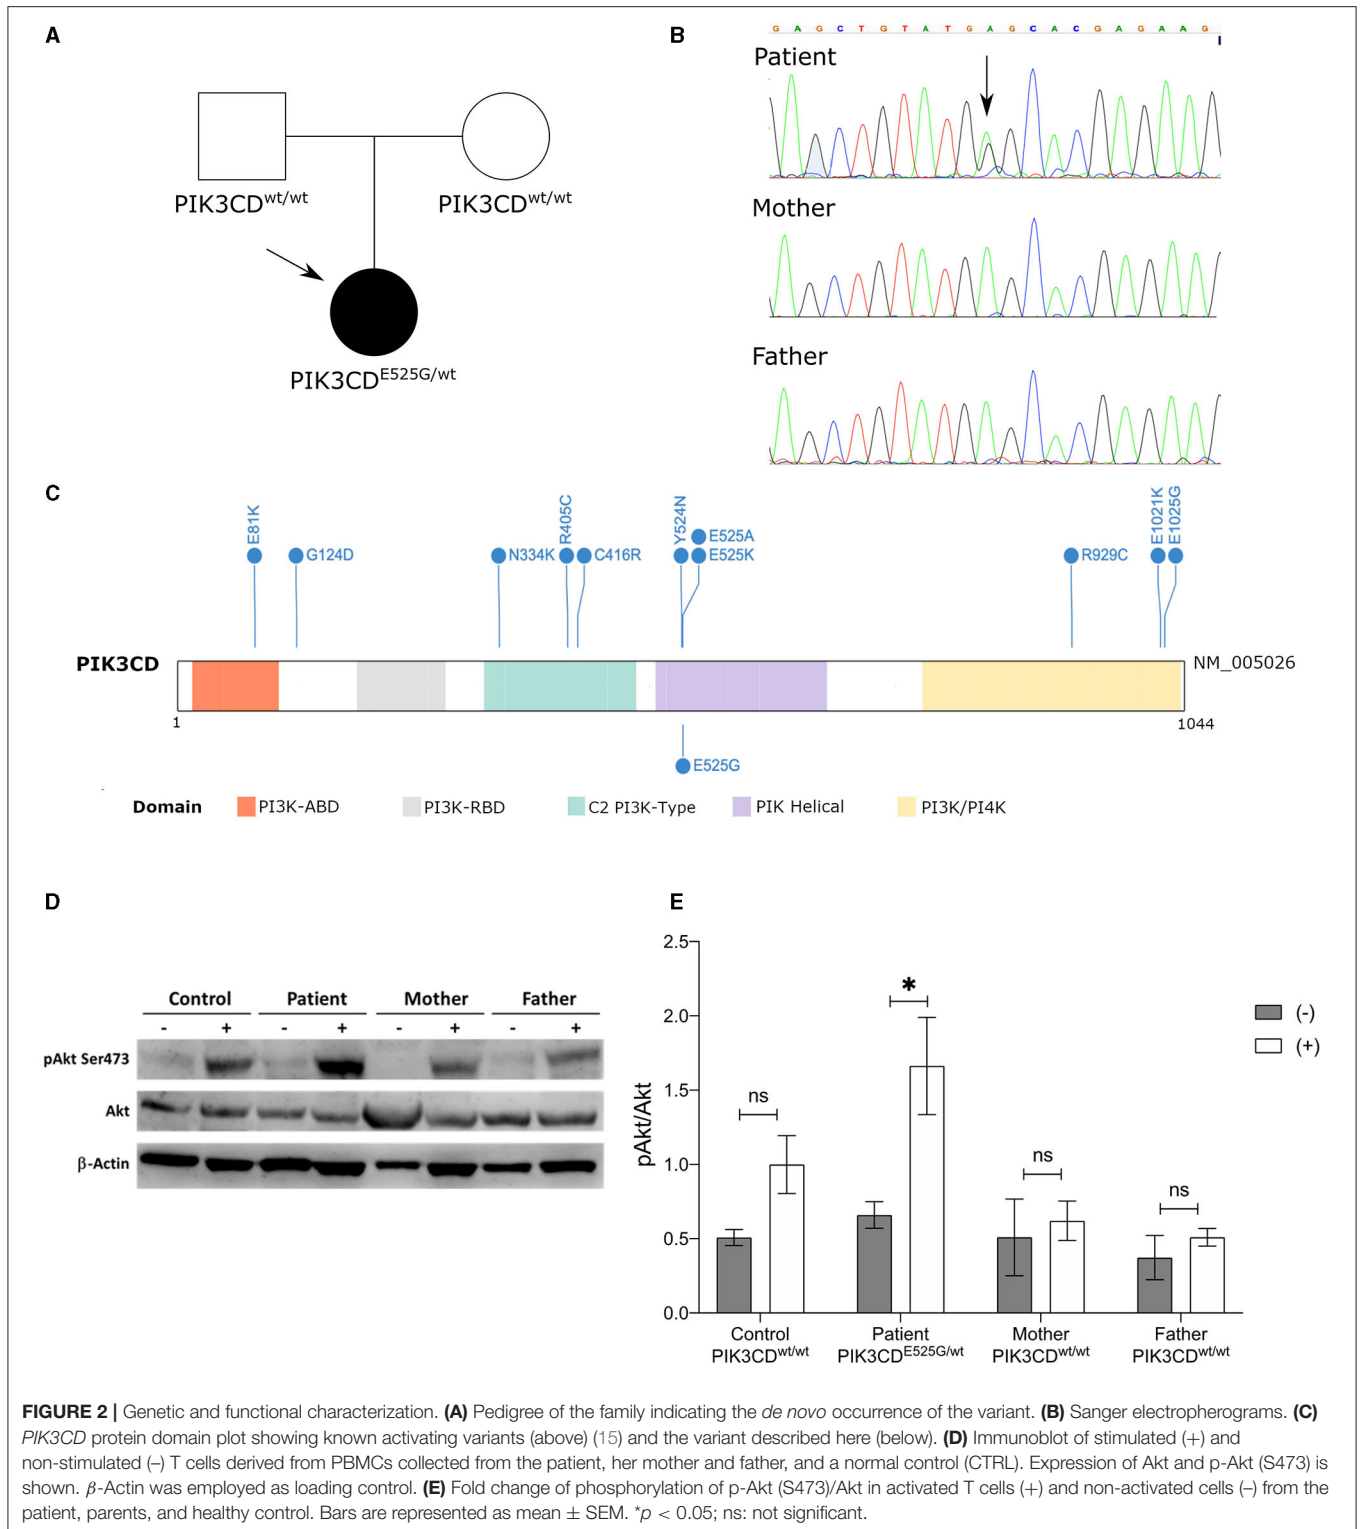 A
PIK3CDwt/wt
PIK3CDwt/wt
PIK3CDE525G/wt
B
G A G C T G T A T G A G C A C G A G A A G
Patient
Mother
Father
C
E81K
G124D
N334K
R405C
C416R
Y524N
E525A
E525K
R929C
E1021K
E1025G
PIK3CD
NM_005026
1
1044
E525G
Domain PI3K-ABD PI3K-RBD C2 PI3K-Type PIK Helical PI3K/PI4K
D
Control Patient Mother Father
- + - + - + - +
pAkt Ser473
Akt
β-Actin
E
pAkt/Akt
2.5
2.0
1.5
1.0
0.5
0.0
ns
*
ns
ns
(-)
(+)
Control
PIK3CDwt/wt
Patient
PIK3CDE525G/wt
Mother
PIK3CDwt/wt
Father
PIK3CDwt/wt
FIGURE 2 | Genetic and functional characterization. (A) Pedigree of the family indicating the de novo occurrence of the variant. (B) Sanger electropherograms. (C)
PIK3CD protein domain plot showing known activating variants (above) (15) and the variant described here (below). (D) Immunoblot of stimulated (+) and
non-stimulated (–) T cells derived from PBMCs collected from the patient, her mother and father, and a normal control (CTRL). Expression of Akt and p-Akt (S473) is
shown. β-Actin was employed as loading control. (E) Fold change of phosphorylation of p-Akt (S473)/Akt in activated T cells (+) and non-activated cells (–) from the
patient, parents, and healthy control. Bars are represented as mean ± SEM. *p < 0.05; ns: not significant.